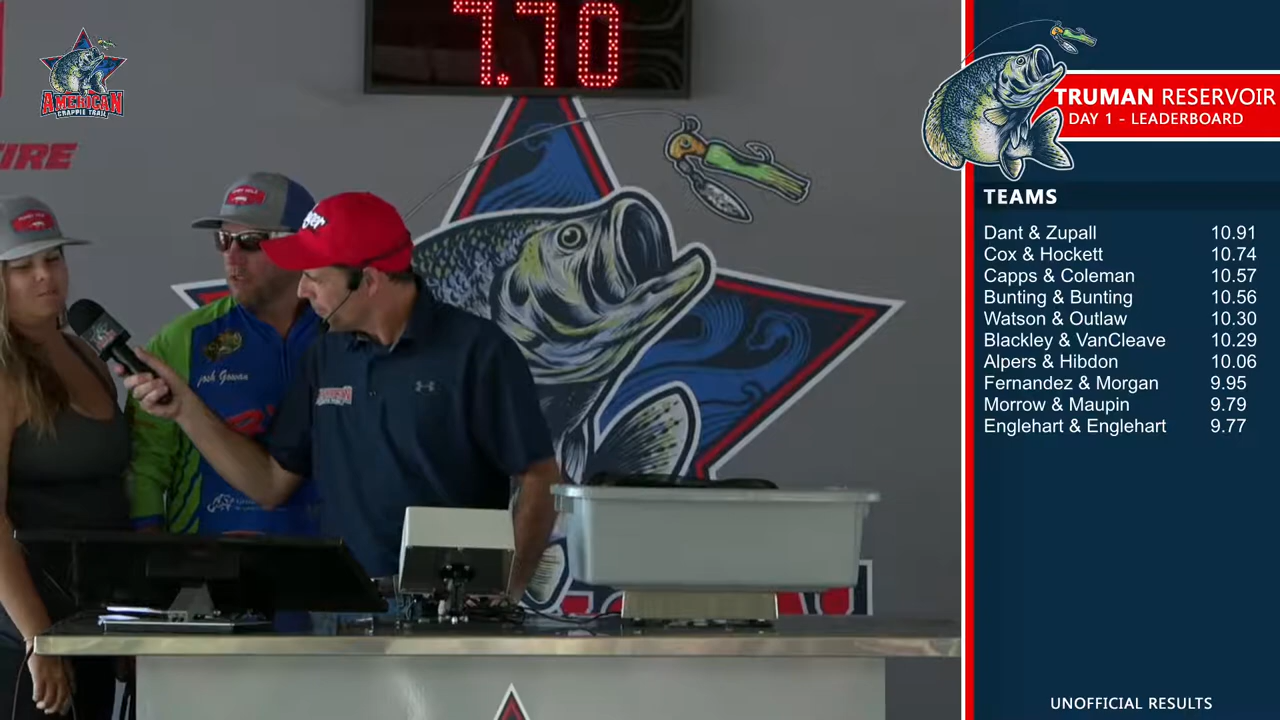 7.70
AMERICAN
CRAPPIE TRAIL
TRUMAN RESERVOIR
DAY 1 - LEADERBOARD
TEAMS
Dant & Zupall 10.91
Cox & Hockett 10.74
Capps & Coleman 10.57
Bunting & Bunting 10.56
Watson & Outlaw 10.30
Blackley & VanCleave 10.29
Alpers & Hibdon 10.06
Fernandez & Morgan 9.95
Morrow & Maupin 9.79
Englehart & Englehart 9.77
UNOFFICIAL RESULTS
Josh Gowan